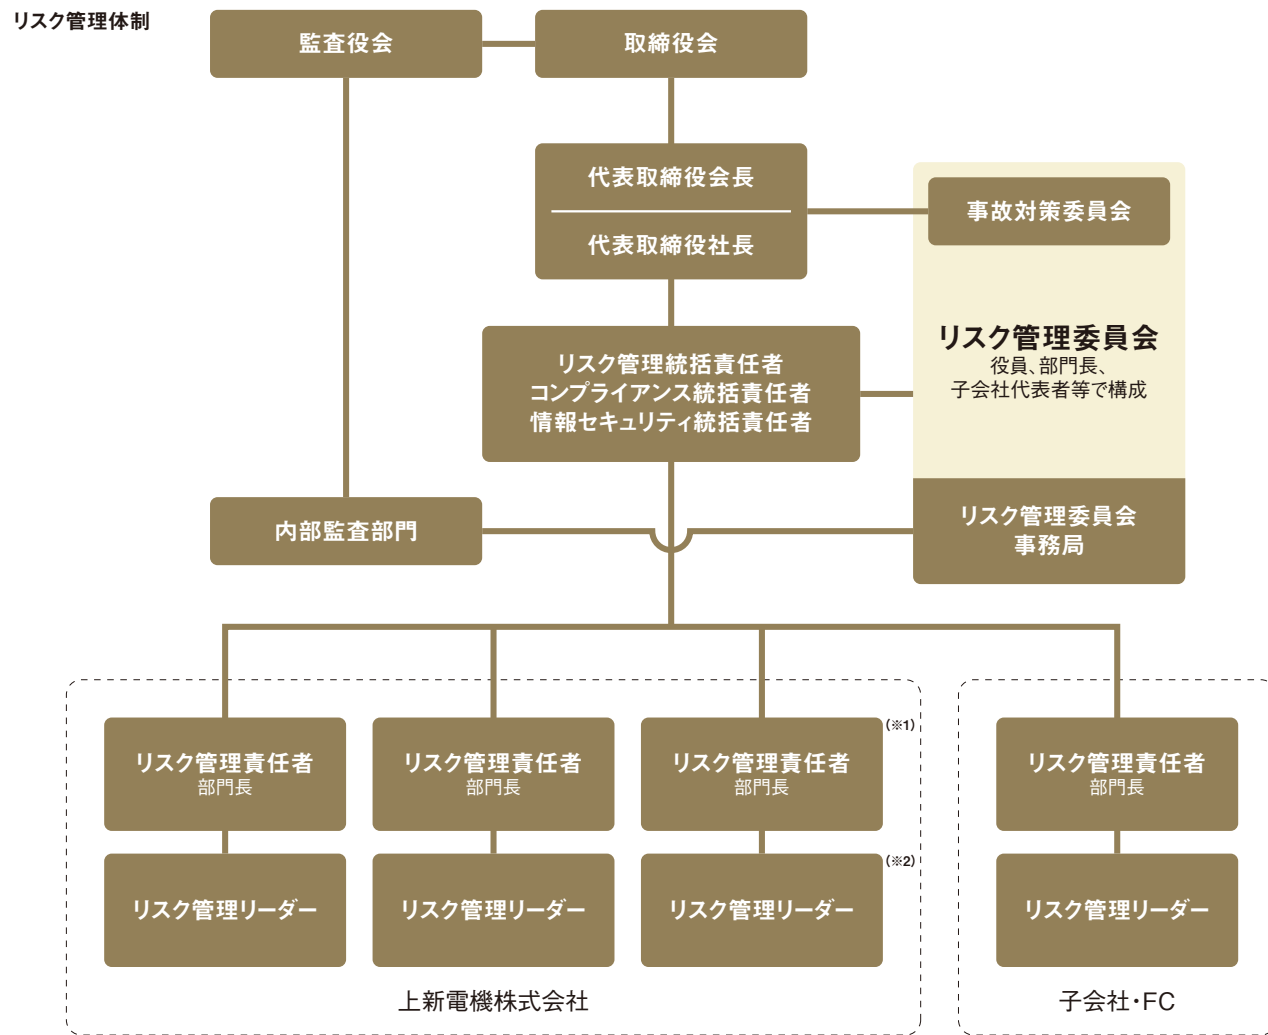 リスク管理体制
監査役会
取締役会
代表取締役会長
代表取締役社長
事故対策委員会
リスク管理委員会
役員、部門長、
子会社代表者等で構成
リスク管理統括責任者
コンプライアンス統括責任者
情報セキュリティ統括責任者
内部監査部門
リスク管理委員会
事務局
リスク管理責任者
部門長
リスク管理責任者
部門長
リスク管理責任者
部門長
(※1)
リスク管理責任者
部門長
リスク管理リーダー
リスク管理リーダー
リスク管理リーダー
(※2)
リスク管理リーダー
上新電機株式会社
子会社・FC